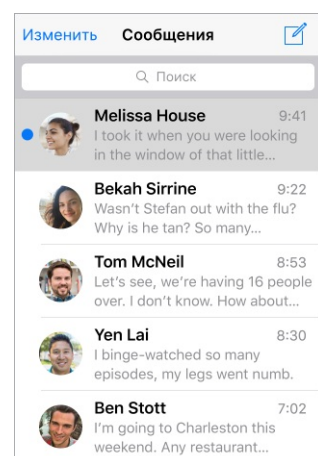 Изменить Сообщения
Поиск
Melissa House 9:41
I took it when you were looking
in the window of that little...
Bekah Sirrine 9:22
Wasn't Stefan out with the flu?
Why is he tan? So many...
Tom McNeil 8:53
Let's see, we're having 16 people
over. I don't know. How about...
Yen Lai 8:30
I binge-watched so many
episodes, my legs went numb.
Ben Stott 7:02
I'm going to Charleston this
weekend. Any restaurant...